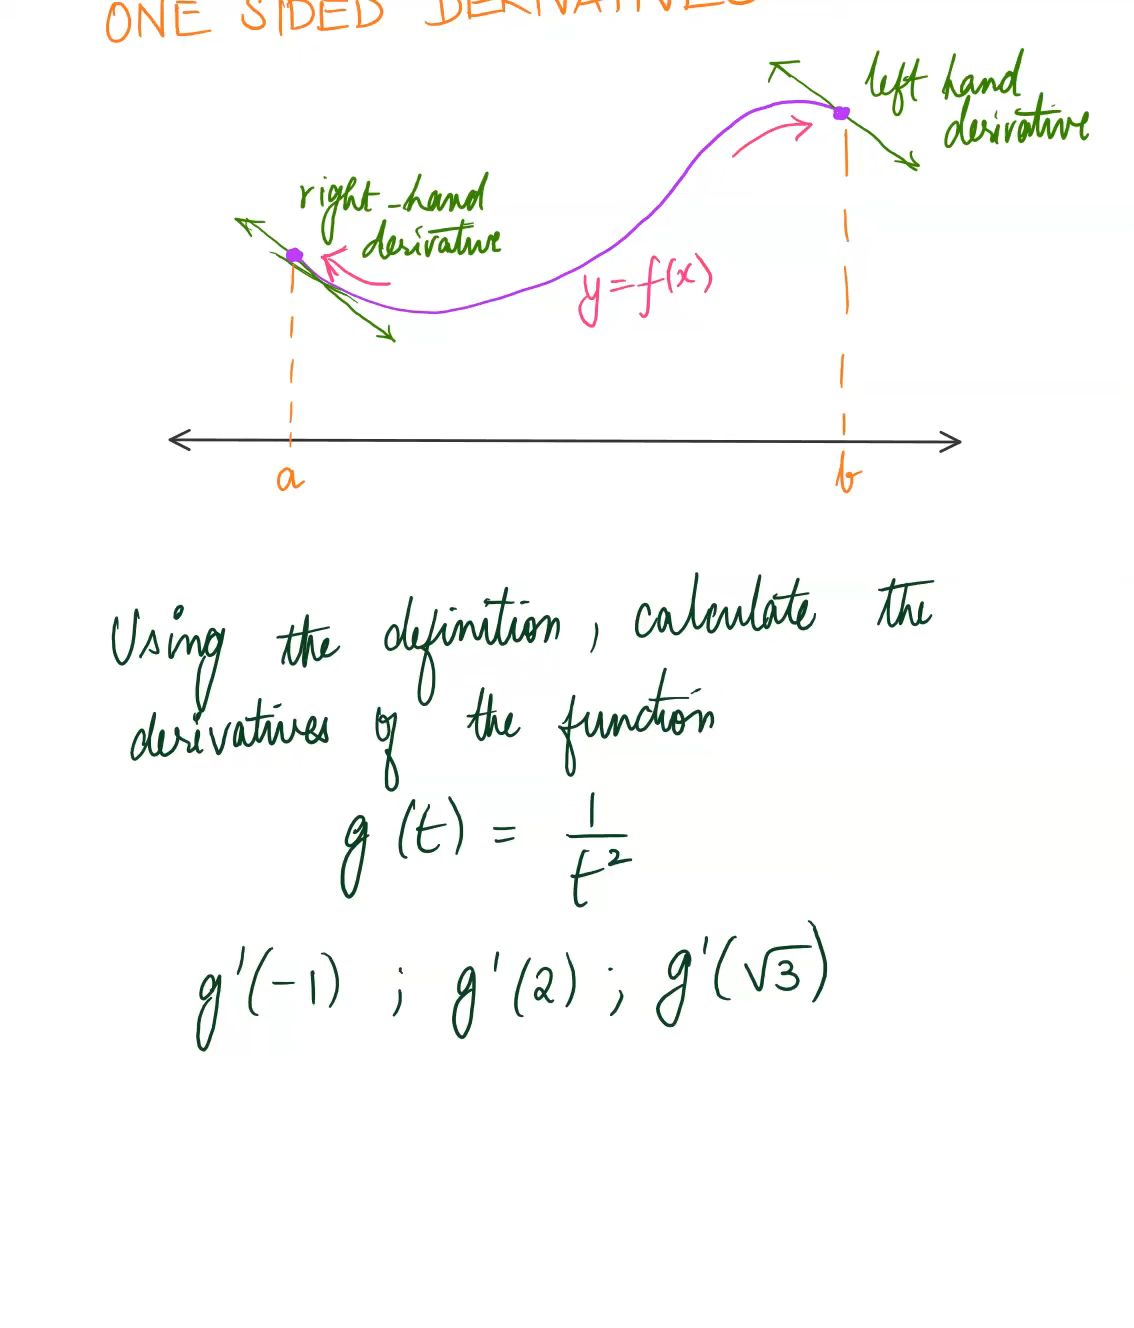 ONE SIDED DERIVATIVES
left hand
derivative
right-hand
derivative
y=f(x)
a
b
Using the definition, calculate the
derivatives of the function
g(t) = 1/t²
g'(-1) ; g'(2) ; g'(√3)